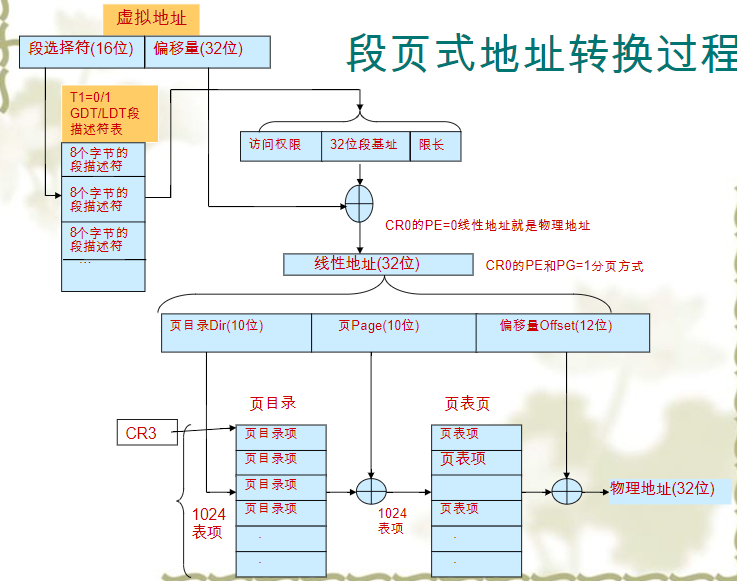 虚拟地址
段页式地址转换过程
段选择符(16位)
偏移量(32位)
T1=0/1
GDT/LDT段
描述符表
8个字节的
段描述符
8个字节的
段描述符
8个字节的
段描述符
...
访问权限
32位段基址
限长
CR0的PE=0线性地址就是物理地址
线性地址(32位)
CR0的PE和PG=1分页方式
页目录Dir(10位)
页Page(10位)
偏移量Offset(12位)
页目录
页表页
CR3
页目录项
页目录项
页目录项
页目录项
.
.
1024
表项
1024
表项
页表项
页表项
页表项
.
.
物理地址(32位)